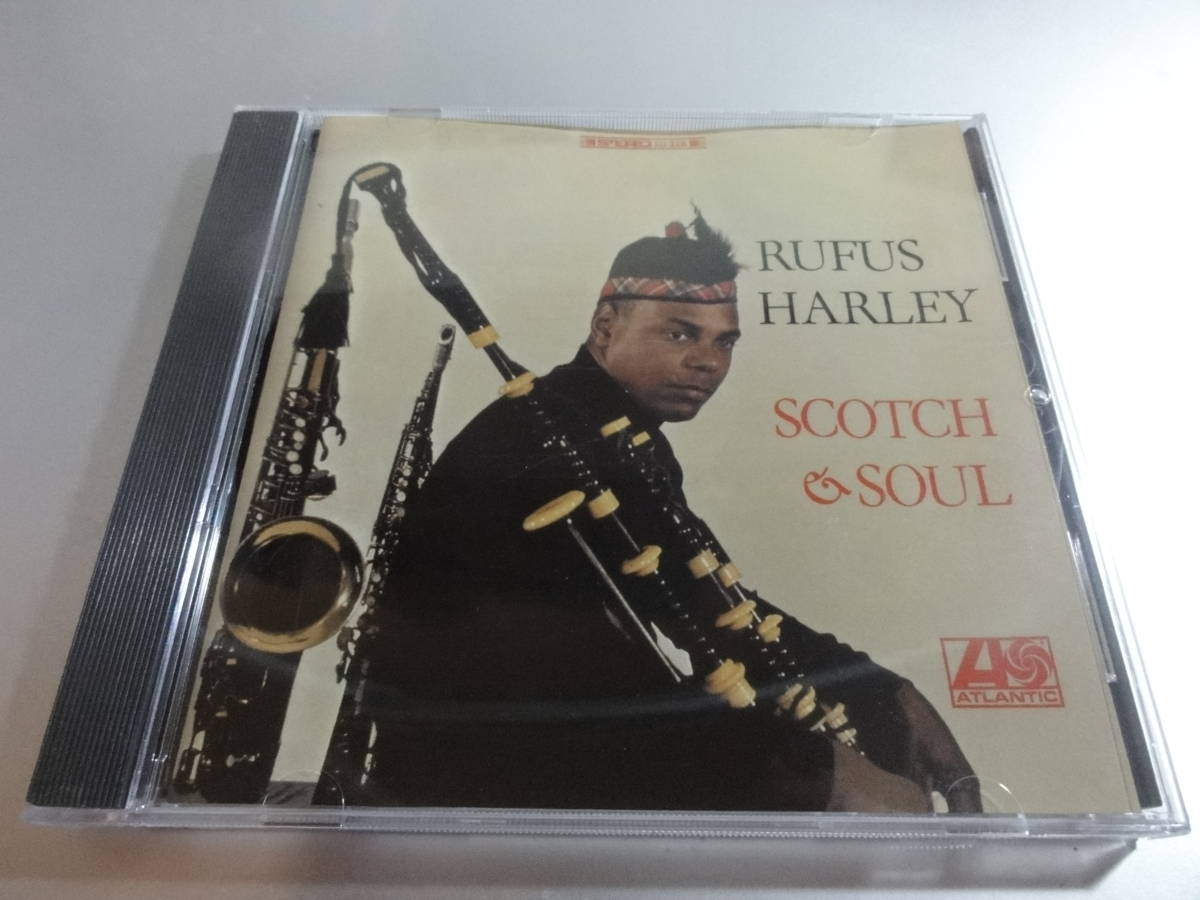 RUFUS
HARLEY
SCOTCH
& SOUL
ATLANTIC